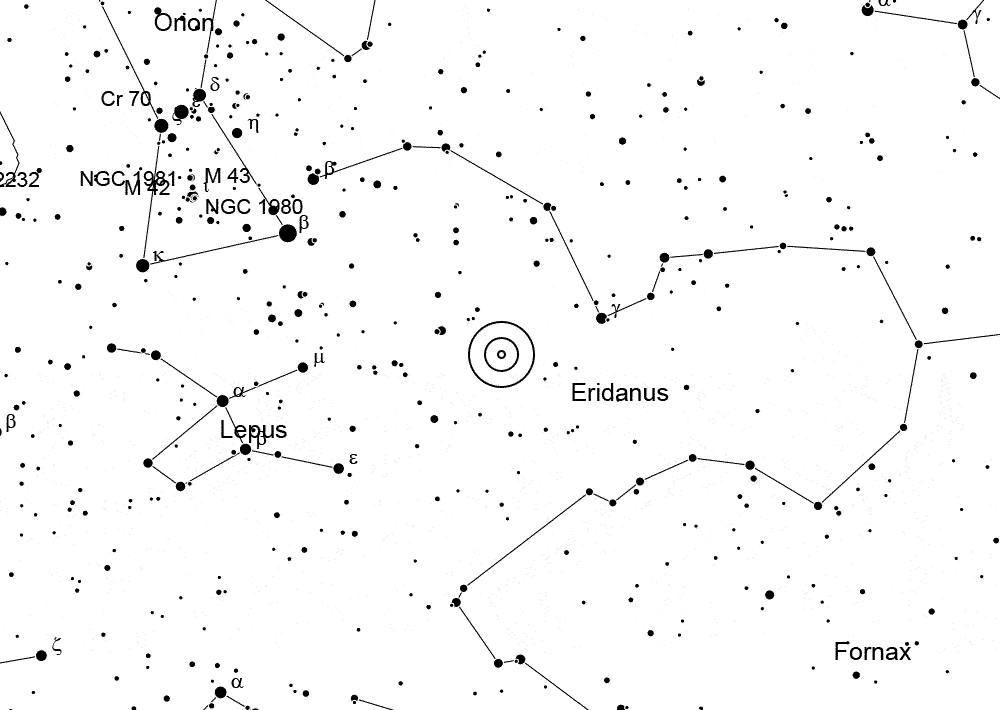 Orion
α
γ
δ
Cr 70
ε
ς
η
β
2232
NGC 1981
M 43
M 42
ι
NGC 1980
β
κ
γ
μ
Eridanus
α
β
Lepus
β
ε
ζ
Fornax
α